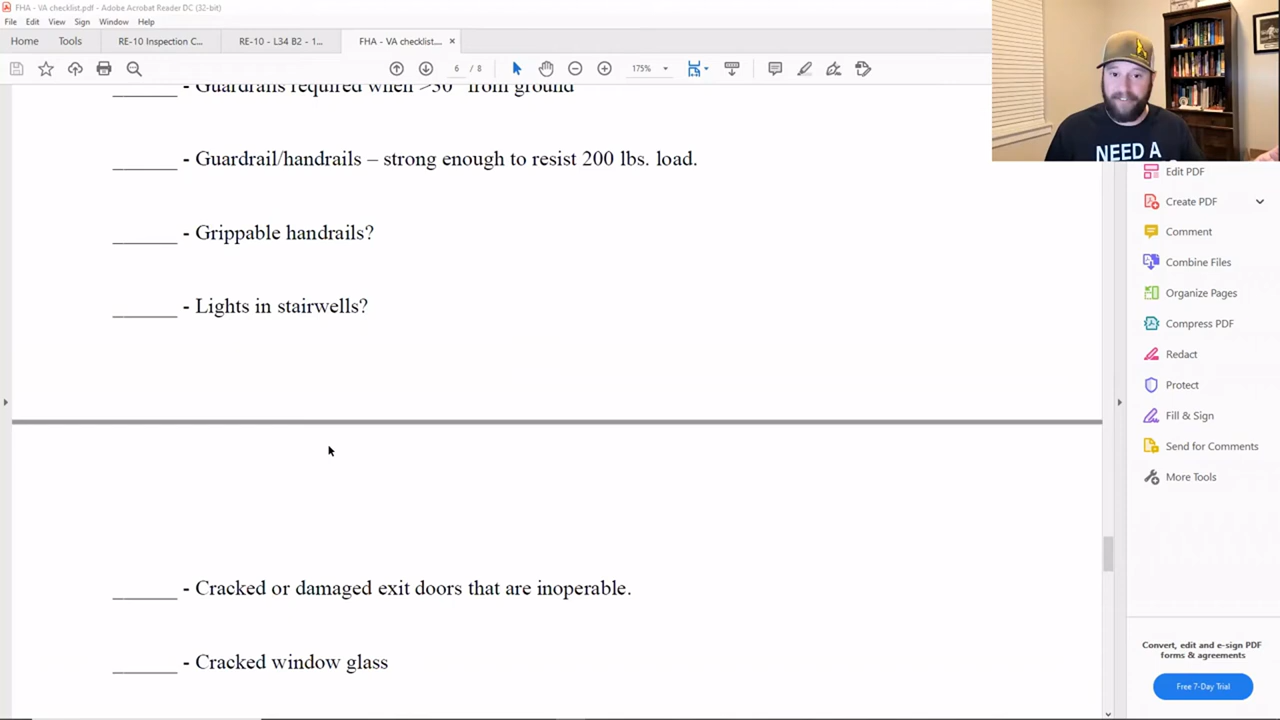 FHA - VA checklist.pdf - Adobe Acrobat Reader DC (32-bit)
File Edit View Sign Window Help
Home Tools RE-10 Inspection C... RE-10 - L34 B2 - 1... FHA - VA checklist.... ×
6 / 8 175%
- Guardrails required when >30" from ground
______ - Guardrail/handrails – strong enough to resist 200 lbs. load.
______ - Grippable handrails?
______ - Lights in stairwells?
______ - Cracked or damaged exit doors that are inoperable.
______ - Cracked window glass
NEED A
Edit PDF
Create PDF
Comment
Combine Files
Organize Pages
Compress PDF
Redact
Protect
Fill & Sign
Send for Comments
More Tools
Convert, edit and e-sign PDF
forms & agreements
Free 7-Day Trial